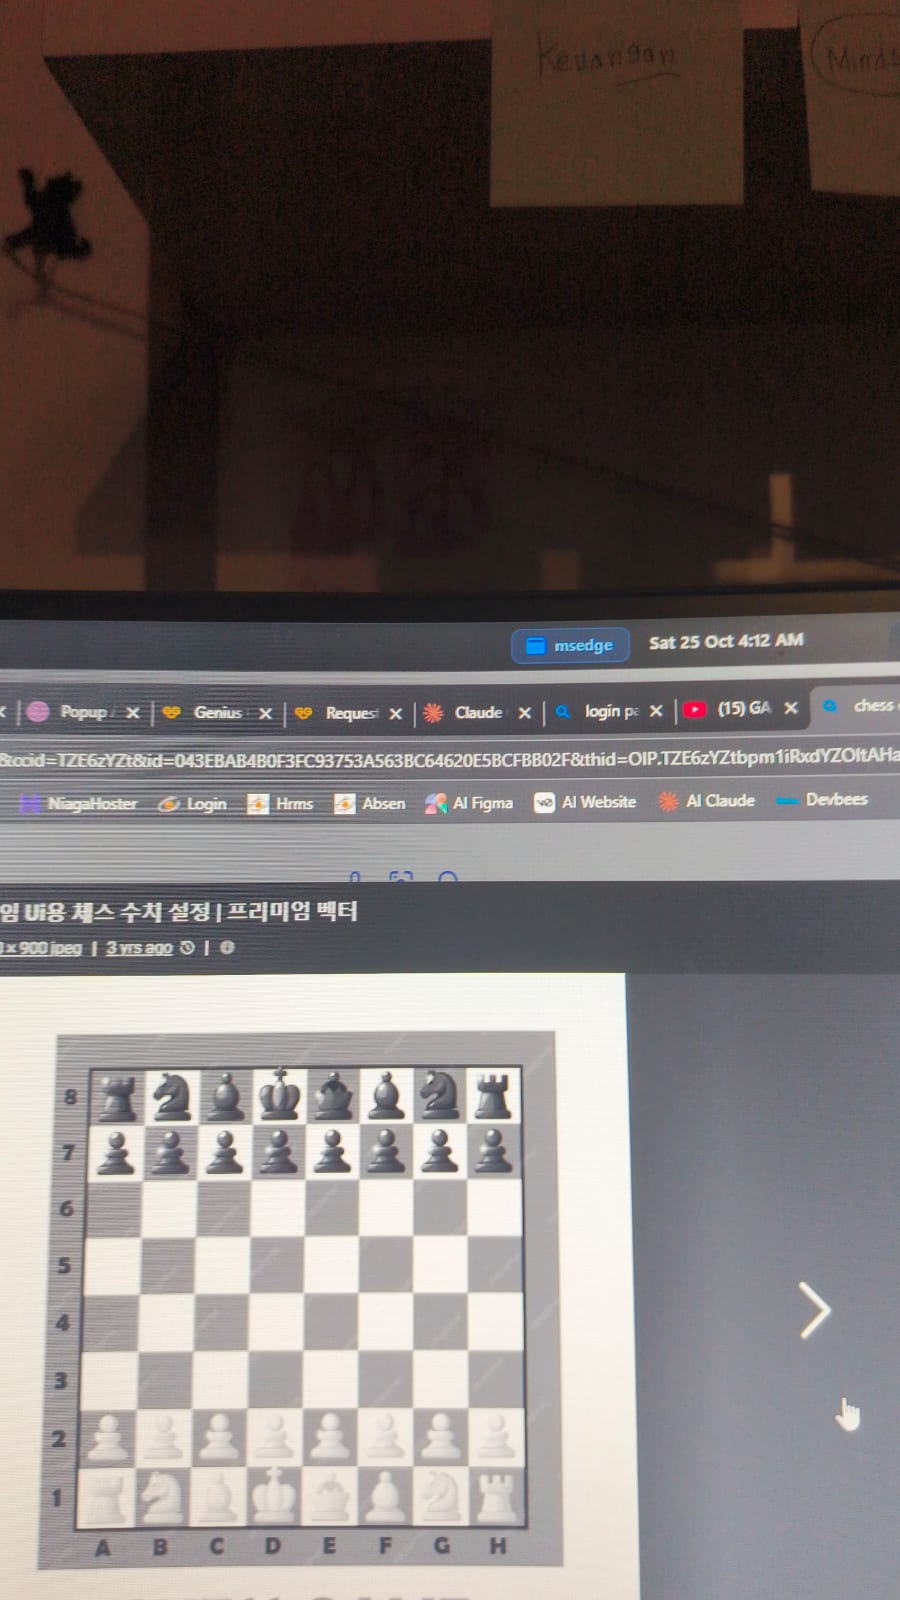 Keuangan
msedge Sat 25 Oct 4:12 AM
Popup Genius Reques Claude login pa (15) GA chess
&ccid=TZE6zYZt&id=043EBAB4B0F3FC93753A563BC64620E5BCFBB02F&thid=OIP.TZE6zYZtbpm1iRxdYZOltAHa
NiagaHoster Login Hrms Absen AI Figma AI Website AI Claude Devbees
임 Ui용 체스 수치 설정 | 프리미엄 벡터
x 900 jpeg | 3 yrs ago |
8
7
6
5
4
3
2
1
A B C D E F G H